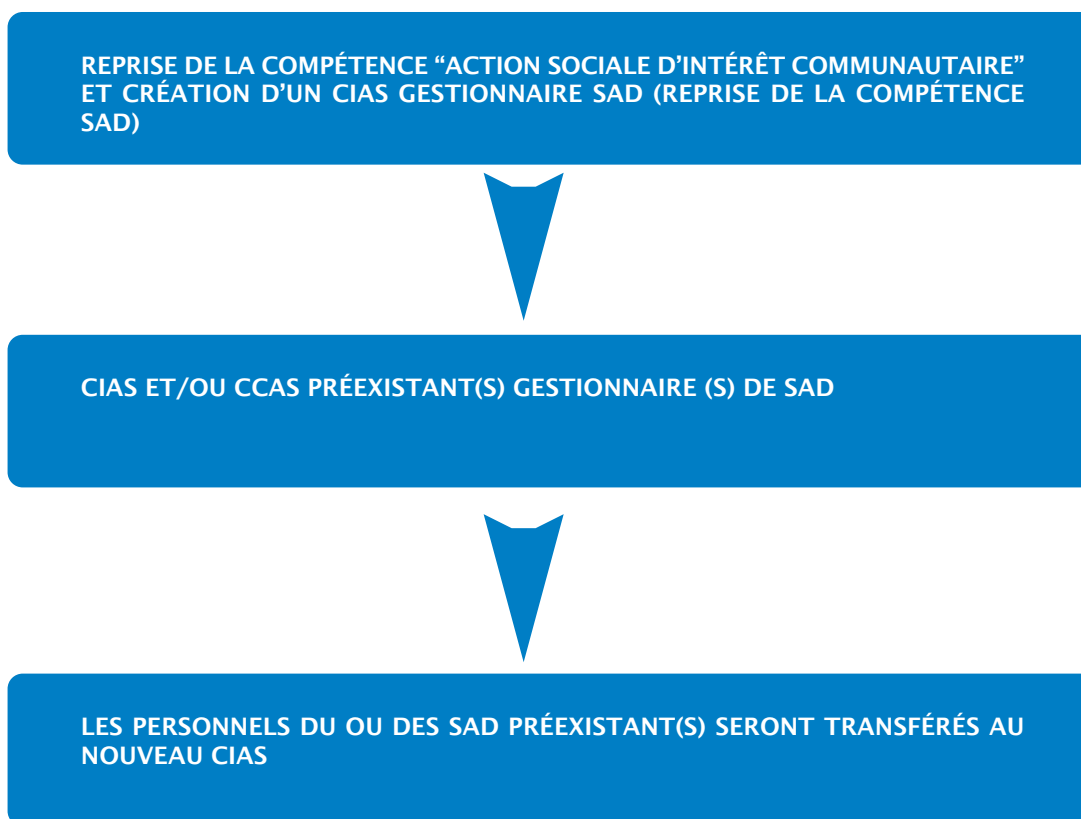 REPRISE DE LA COMPÉTENCE “ACTION SOCIALE D’INTÉRÊT COMMUNAUTAIRE”
ET CRÉATION D’UN CIAS GESTIONNAIRE SAD (REPRISE DE LA COMPÉTENCE
SAD)
CIAS ET/OU CCAS PRÉEXISTANT(S) GESTIONNAIRE (S) DE SAD
LES PERSONNELS DU OU DES SAD PRÉEXISTANT(S) SERONT TRANSFÉRÉS AU
NOUVEAU CIAS